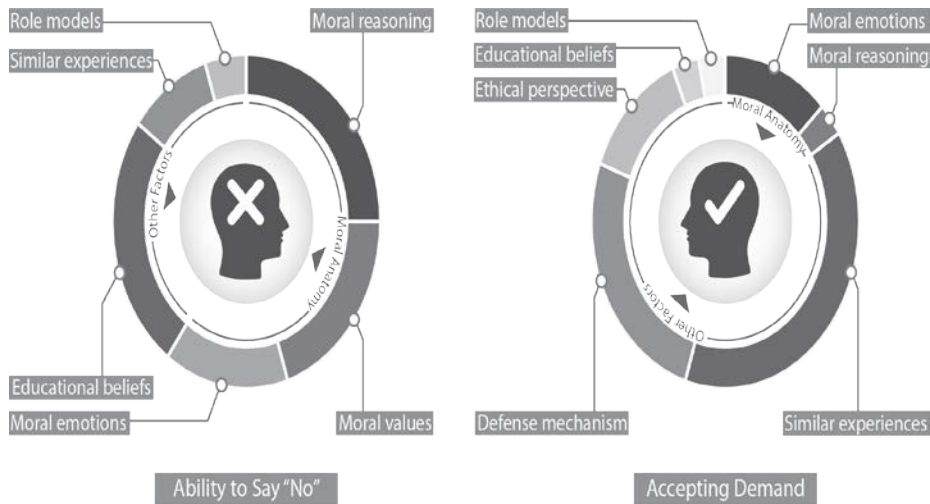 Role models
Moral reasoning
Similar experiences
Other Factors
Moral Anatomy
Educational beliefs
Moral emotions
Moral values
Ability to Say "No"
Role models
Moral emotions
Educational beliefs
Moral reasoning
Ethical perspective
Moral Anatomy
Other Factors
Defense mechanism
Similar experiences
Accepting Demand